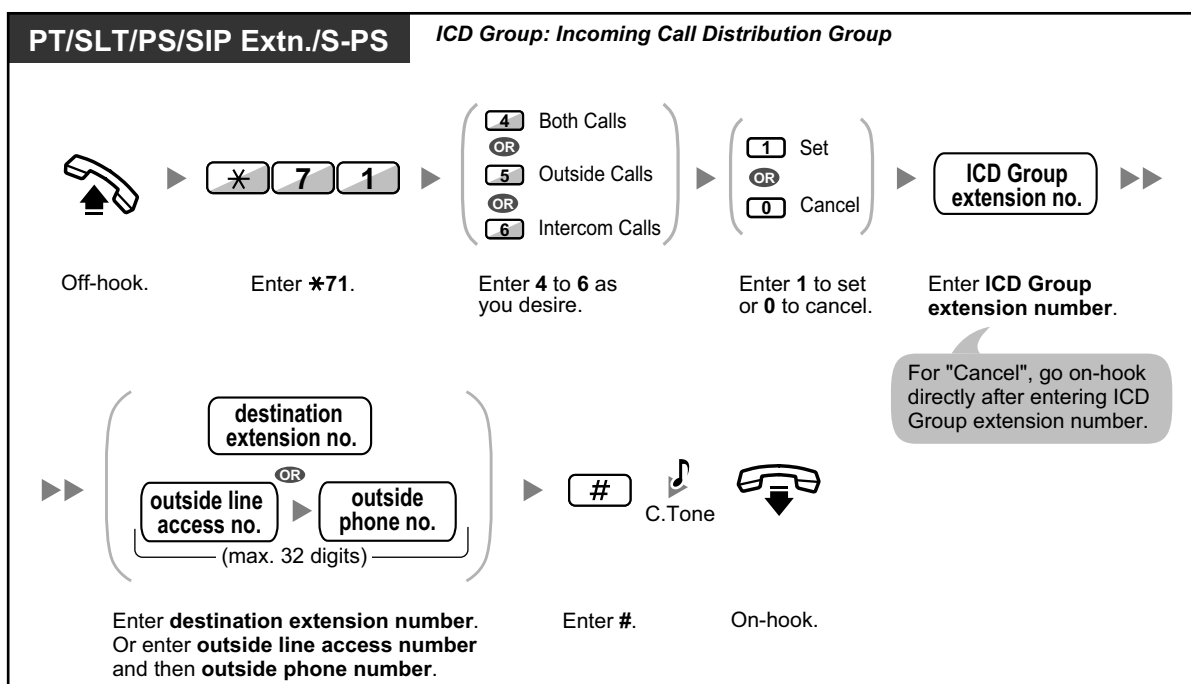 PT/SLT/PS/SIP Extn./S-PS
ICD Group: Incoming Call Distribution Group
4 Both Calls
OR
5 Outside Calls
OR
6 Intercom Calls
1 Set
OR
0 Cancel
✳ 7 1
ICD Group
extension no.
Off-hook.
Enter ✳71.
Enter 4 to 6 as
you desire.
Enter 1 to set
or 0 to cancel.
Enter ICD Group
extension number.
For "Cancel", go on-hook
directly after entering ICD
Group extension number.
destination
extension no.
OR
outside line
access no.
outside
phone no.
(max. 32 digits)
#
C.Tone
Enter destination extension number.
Or enter outside line access number
and then outside phone number.
Enter #.
On-hook.